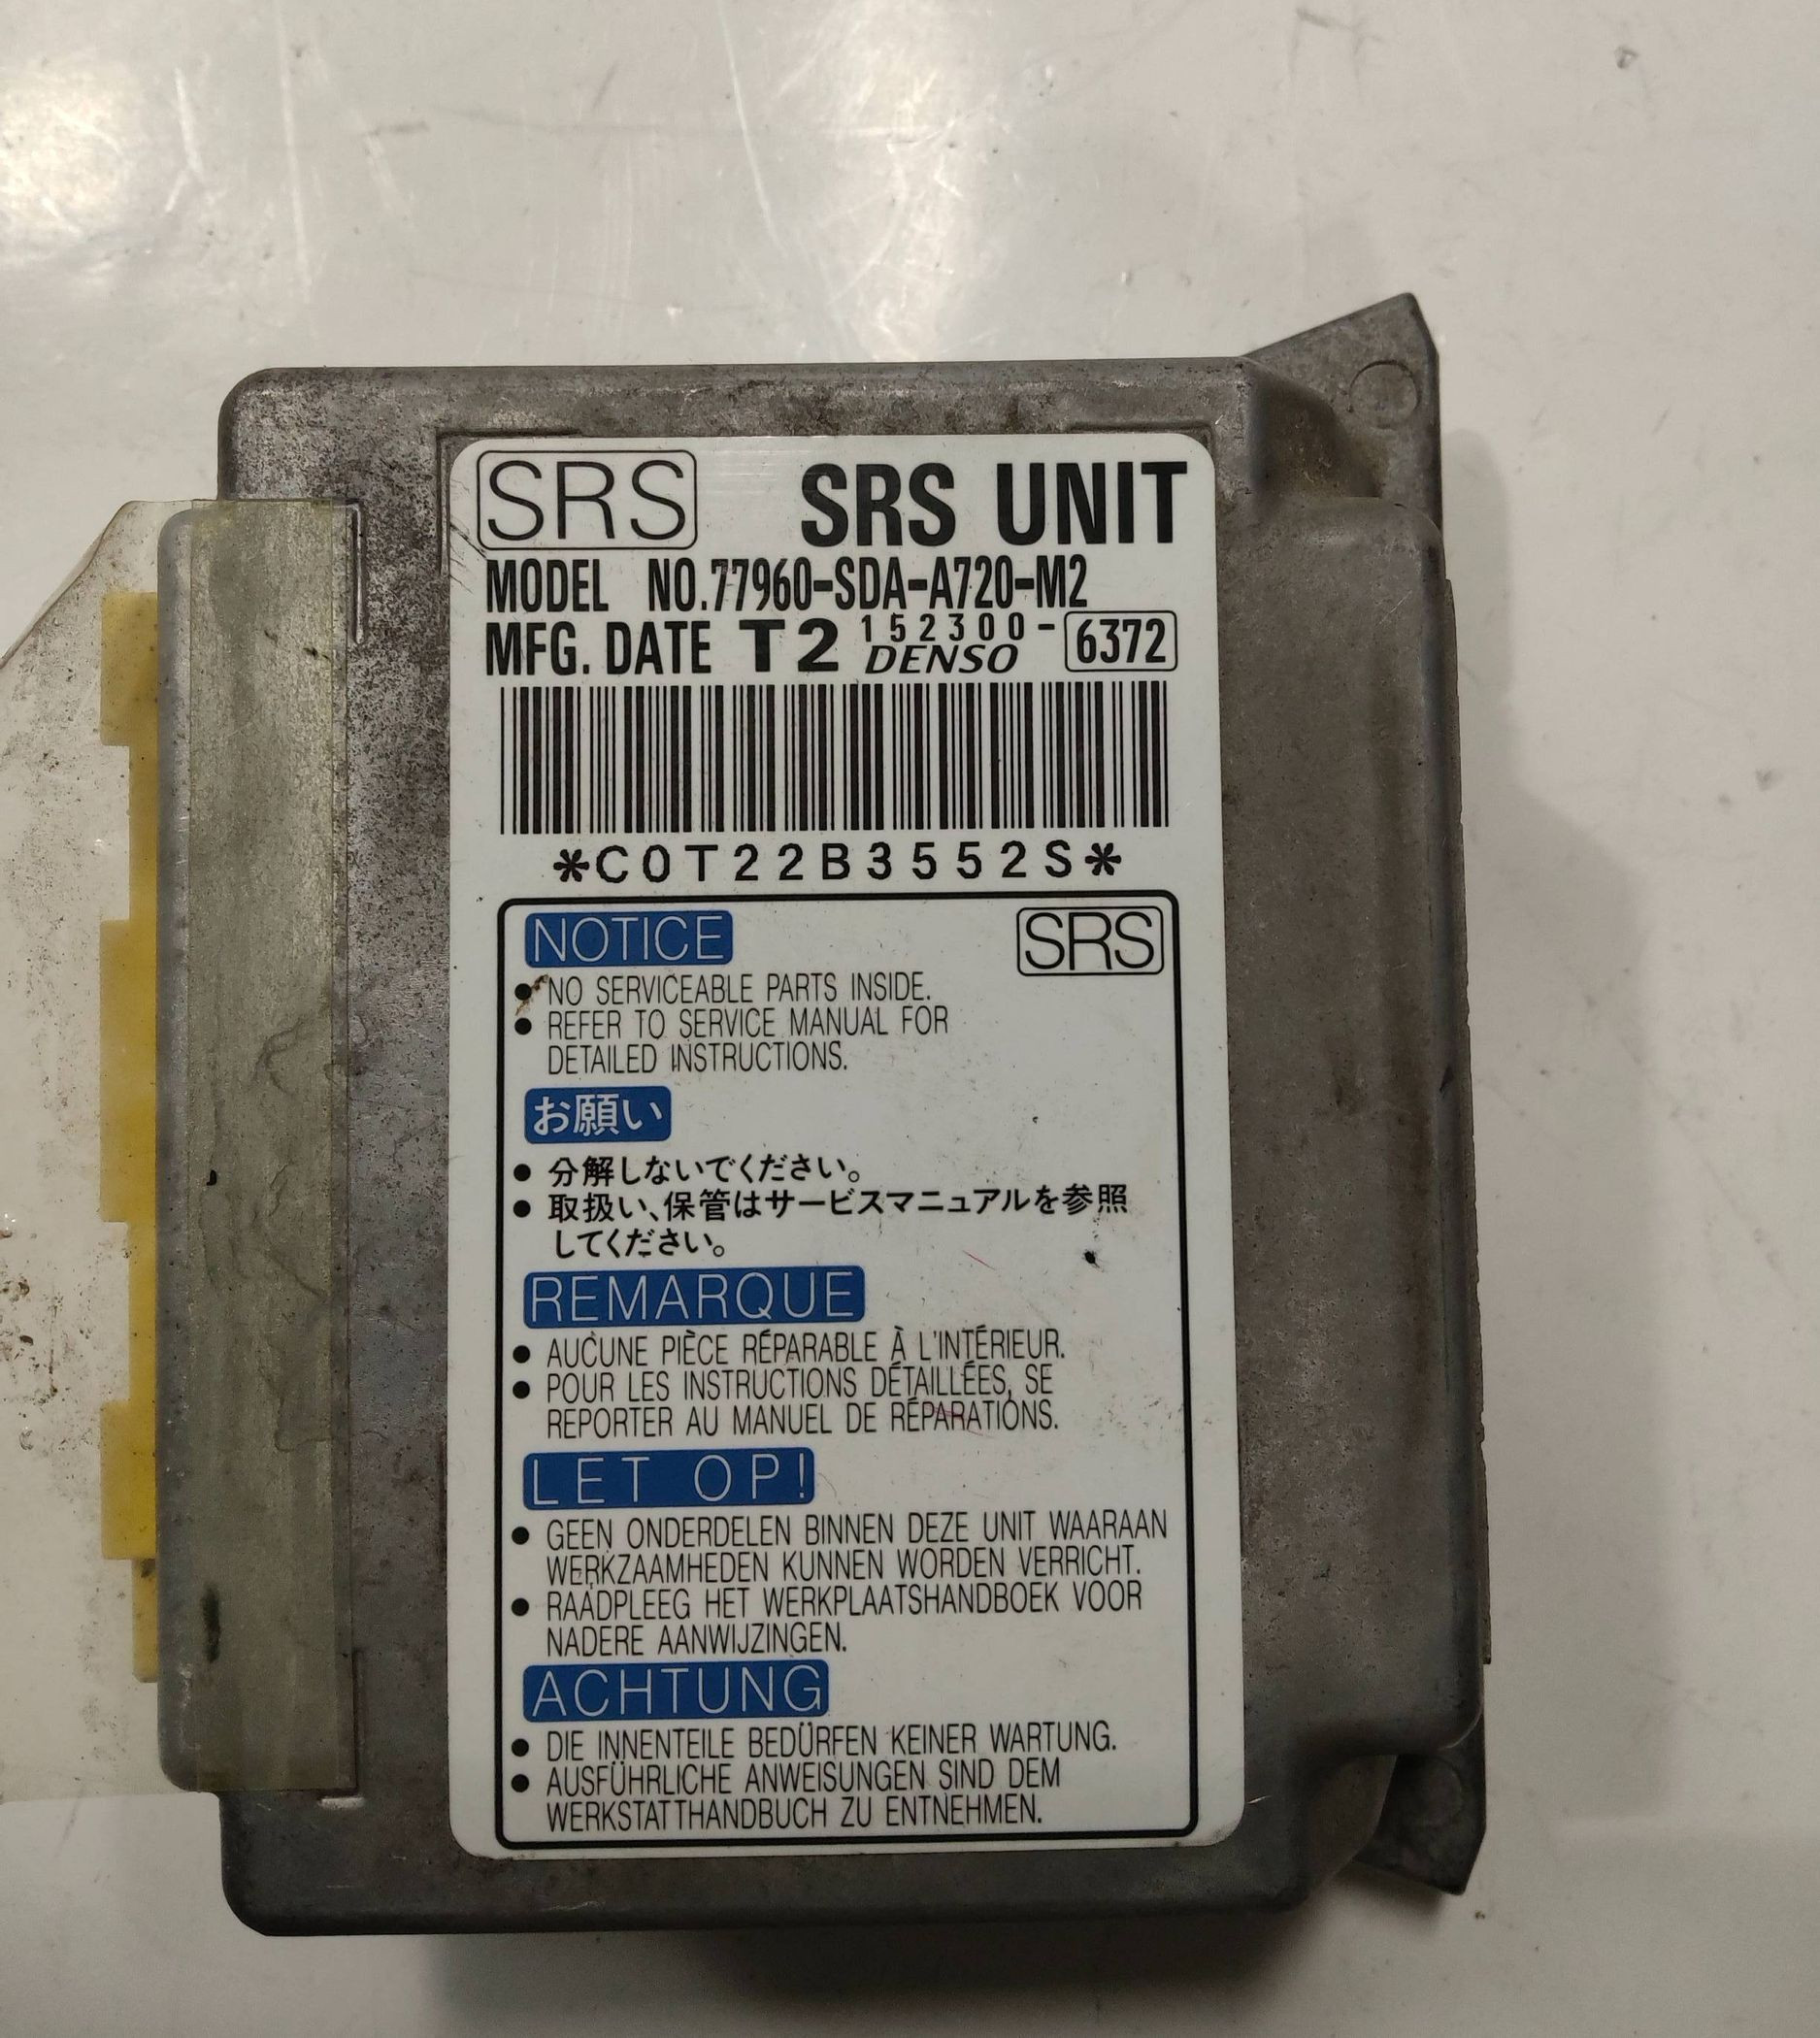 SRS SRS UNIT
MODEL NO.77960-SDA-A720-M2
MFG. DATE T2 152300-6372
DENSO
*C0T22B3552S*
NOTICE SRS
● NO SERVICEABLE PARTS INSIDE.
● REFER TO SERVICE MANUAL FOR
DETAILED INSTRUCTIONS.
お願い
● 分解しないでください。
● 取扱い、保管はサービスマニュアルを参照
してください。
REMARQUE
● AUCUNE PIÈCE RÉPARABLE À L'INTÉRIEUR.
● POUR LES INSTRUCTIONS DÉTAILLÉES, SE
REPORTER AU MANUEL DE RÉPARATIONS.
LET OP!
● GEEN ONDERDELEN BINNEN DEZE UNIT WAARAAN
WERKZAAMHEDEN KUNNEN WORDEN VERRICHT.
● RAADPLEEG HET WERKPLAATSHANDBOEK VOOR
NADERE AANWIJZINGEN.
ACHTUNG
● DIE INNENTEILE BEDÜRFEN KEINER WARTUNG.
● AUSFÜHRLICHE ANWEISUNGEN SIND DEM
WERKSTATTHANDBUCH ZU ENTNEHMEN.